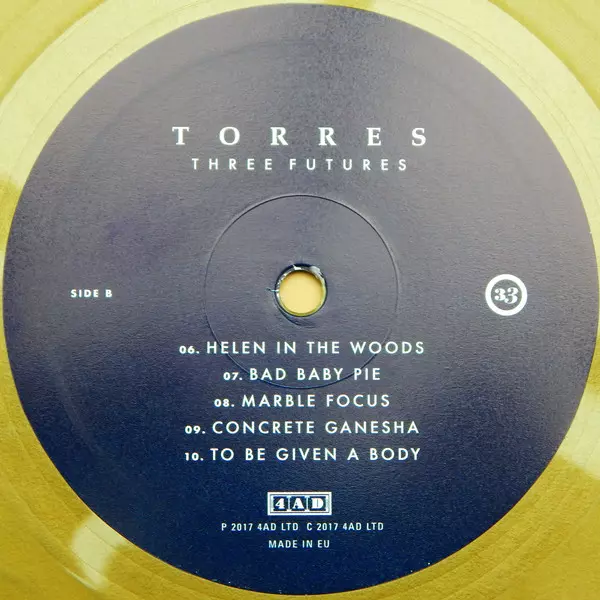 TORRES
THREE FUTURES
SIDE B
33
06. HELEN IN THE WOODS
07. BAD BABY PIE
08. MARBLE FOCUS
09. CONCRETE GANESHA
10. TO BE GIVEN A BODY
4AD
P 2017 4AD LTD C 2017 4AD LTD
MADE IN EU